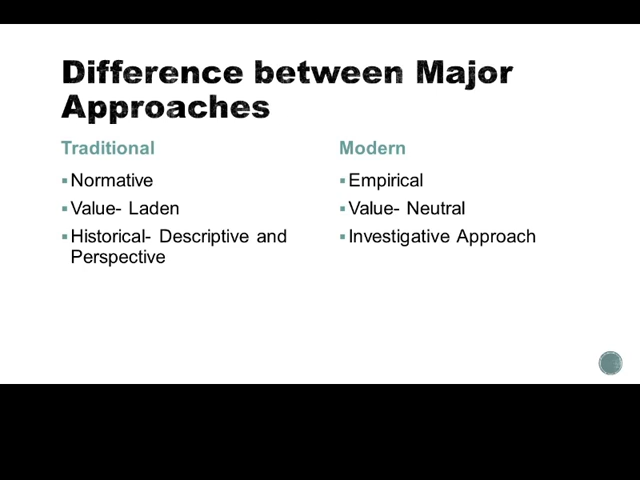 Difference between Major
Approaches
Traditional
▪Normative
▪Value- Laden
▪Historical- Descriptive and
Perspective
Modern
▪Empirical
▪Value- Neutral
▪Investigative Approach